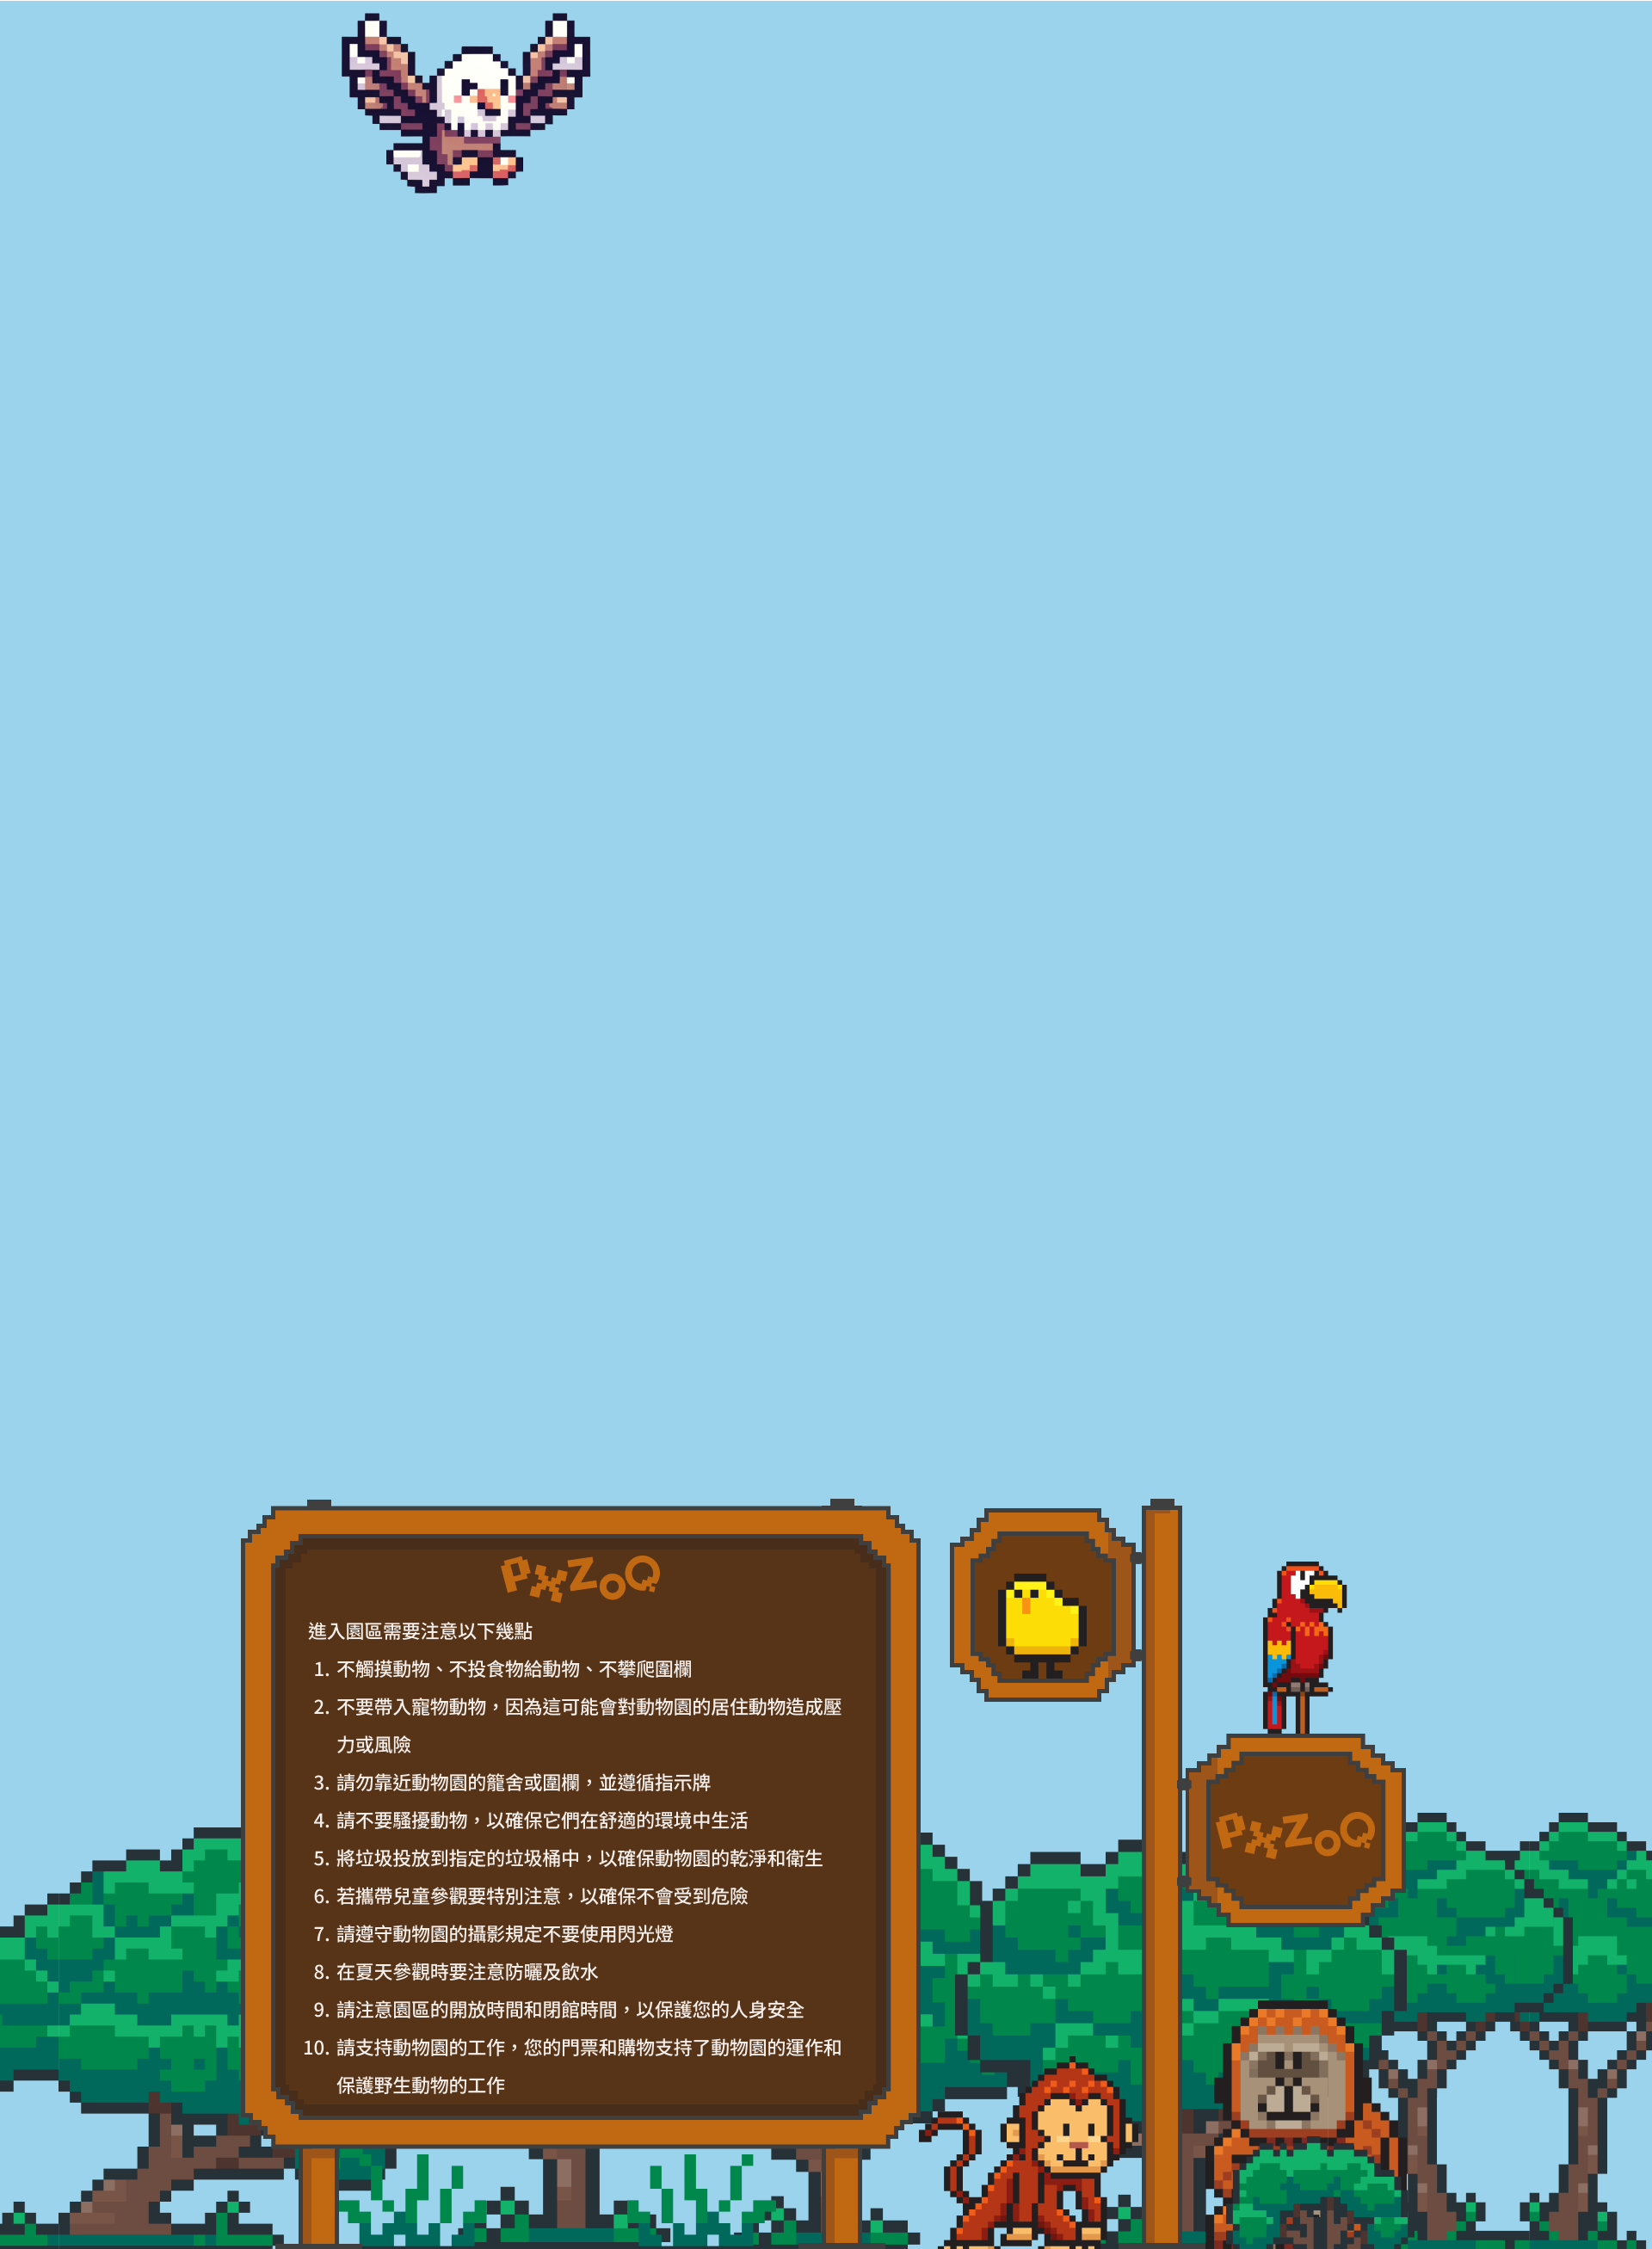 PXZOO
進入園區需要注意以下幾點
1. 不觸摸動物、不投食物給動物、不攀爬圍欄
2. 不要帶入寵物動物，因為這可能會對動物園的居住動物造成壓
力或風險
3. 請勿靠近動物園的籠舍或圍欄，並遵循指示牌
4. 請不要騷擾動物，以確保它們在舒適的環境中生活
5. 將垃圾投放到指定的垃圾桶中，以確保動物園的乾淨和衛生
6. 若攜帶兒童參觀要特別注意，以確保不會受到危險
7. 請遵守動物園的攝影規定不要使用閃光燈
8. 在夏天參觀時要注意防曬及飲水
9. 請注意園區的開放時間和閉館時間，以保護您的人身安全
10. 請支持動物園的工作，您的門票和購物支持了動物園的運作和
保護野生動物的工作
PXZOO